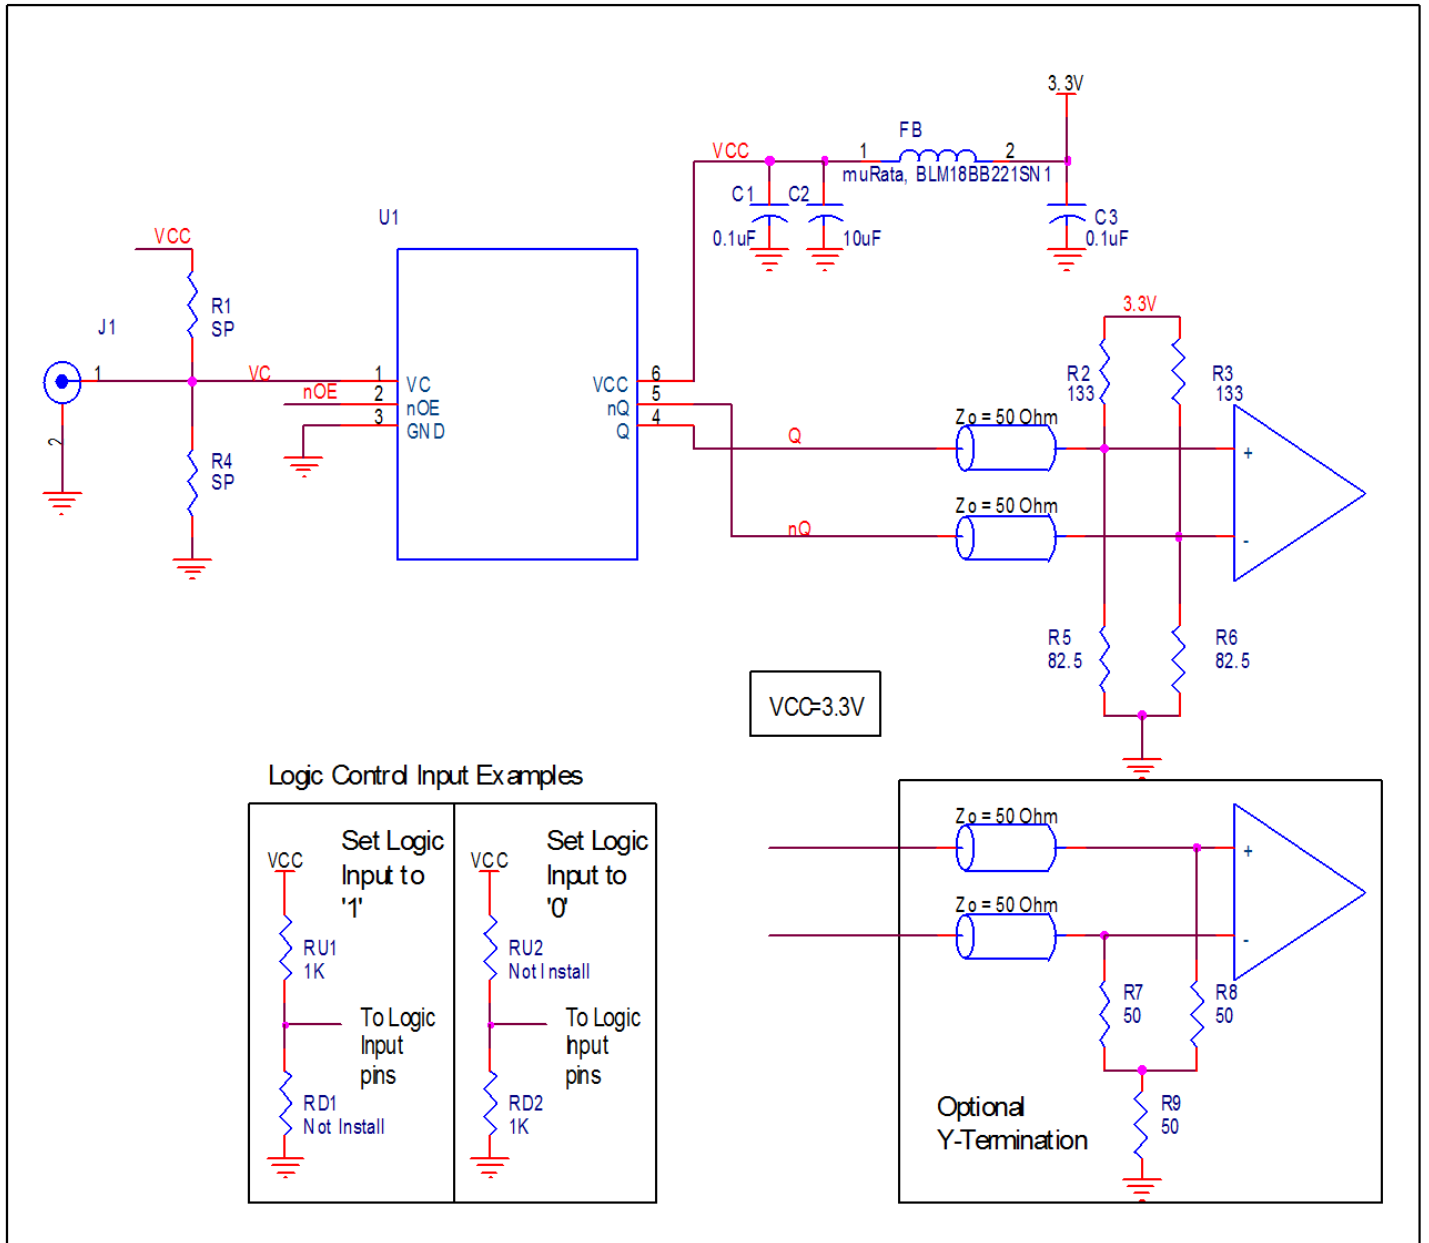 3.3V
FB
VCC
1
2
muRata, BLM18BB221SN1
C1
C2
0.1uF
10uF
C3
0.1uF
U1
VCC
R1
SP
J1
1
2
VC
nOE
R4
SP
1
2
3
VC
nOE
GND
VCC
nQ
Q
6
5
4
3.3V
R2
133
R3
133
Zo = 50 Ohm
Q
+
Zo = 50 Ohm
nQ
-
R5
82.5
R6
82.5
VCC=3.3V
Logic Control Input Examples
Set Logic
Input to
'1'
VCC
RU1
1K
To Logic
Input
pins
RD1
Not Install
Set Logic
Input to
'0'
VCC
RU2
Not Install
To Logic
Input
pins
RD2
1K
Zo = 50 Ohm
+
Zo = 50 Ohm
-
R7
50
R8
50
R9
50
Optional
Y-Termination